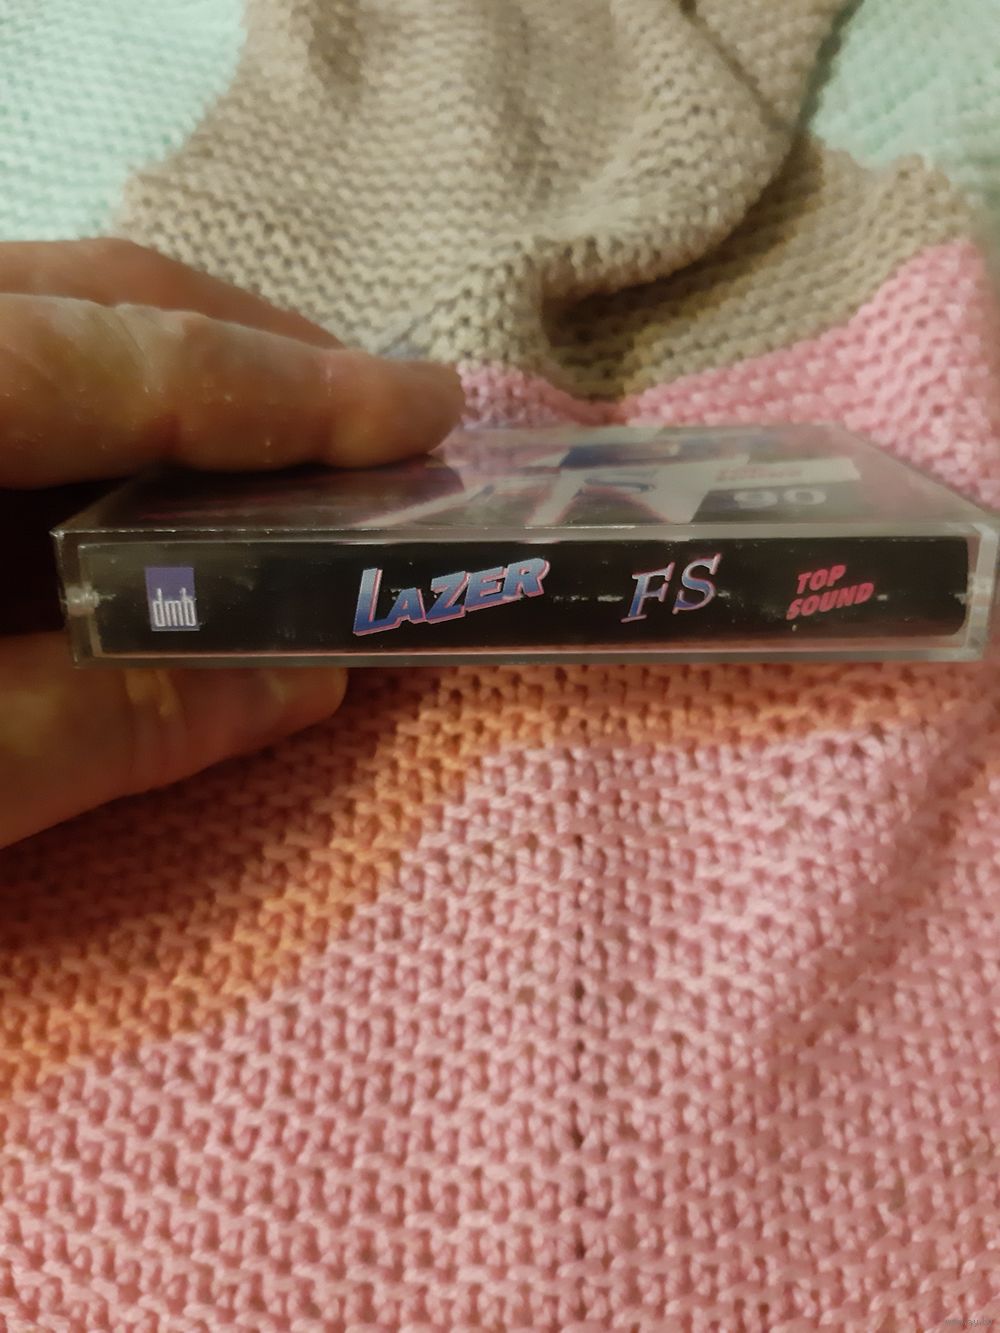 90
dmb
LAZER
FS
TOP
SOUND